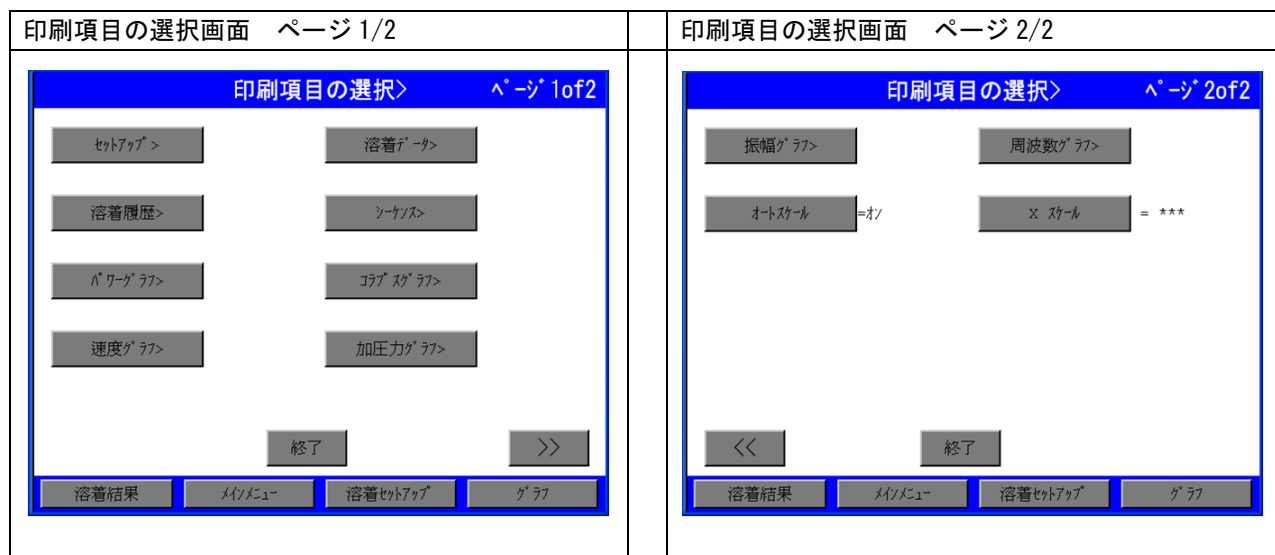 印刷項目の選択画面　ページ1/2
印刷項目の選択> ﾍﾟｰｼﾞ1of2
ｾｯﾄｱｯﾌﾟ> 溶着ﾃﾞｰﾀ>
溶着履歴> ｼｰｹﾝｽ>
ﾊﾟﾜｰｸﾞﾗﾌ> ｺﾗﾌﾟｽｸﾞﾗﾌ>
速度ｸﾞﾗﾌ> 加圧力ｸﾞﾗﾌ>
終了 >>
溶着結果 ﾒｲﾝﾒﾆｭｰ 溶着ｾｯﾄｱｯﾌﾟ ｸﾞﾗﾌ
印刷項目の選択画面　ページ2/2
印刷項目の選択> ﾍﾟｰｼﾞ2of2
振幅ｸﾞﾗﾌ> 周波数ｸﾞﾗﾌ>
ｵｰﾄｽｹｰﾙ =ｵﾝ X ｽｹｰﾙ = ***
<< 終了
溶着結果 ﾒｲﾝﾒﾆｭｰ 溶着ｾｯﾄｱｯﾌﾟ ｸﾞﾗﾌ